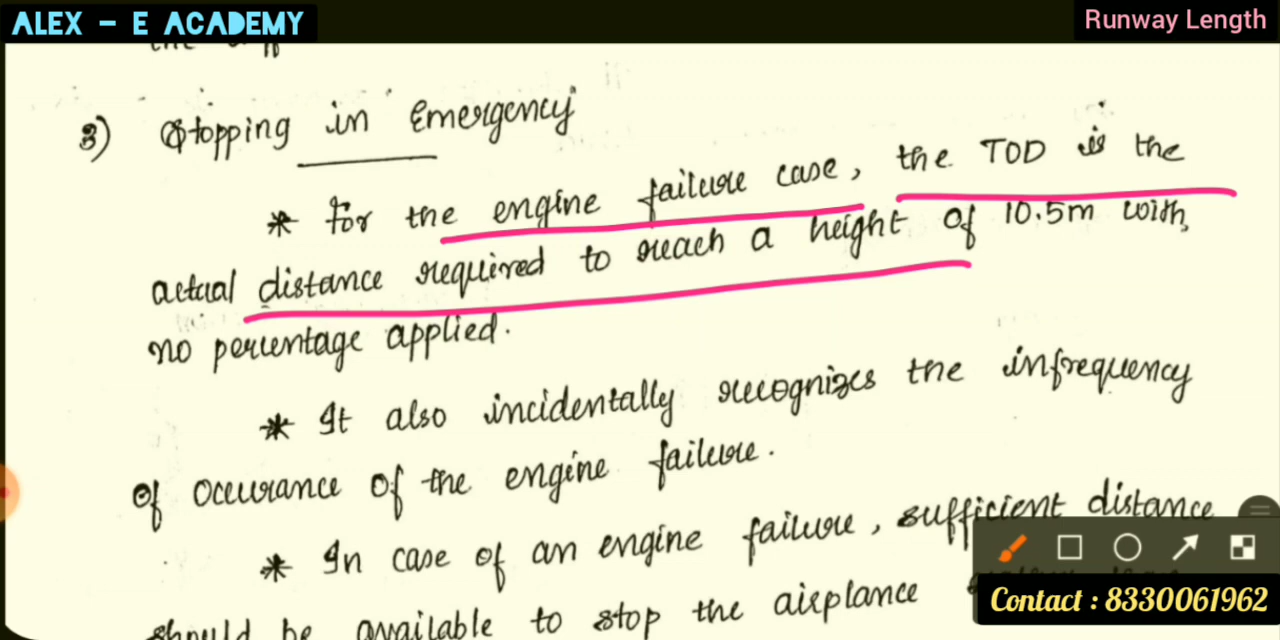 ALEX - E ACADEMY
Runway Length
3) Stopping in Emergency
* for the engine failure case, the TOD is the
actual distance required to reach a height of 10.5m with
no percentage applied.
* It also incidentally recognizes the infrequency
of occurance of the engine failure.
* In case of an engine failure, sufficient distance
should be available to stop the airplance
Contact : 8330061962